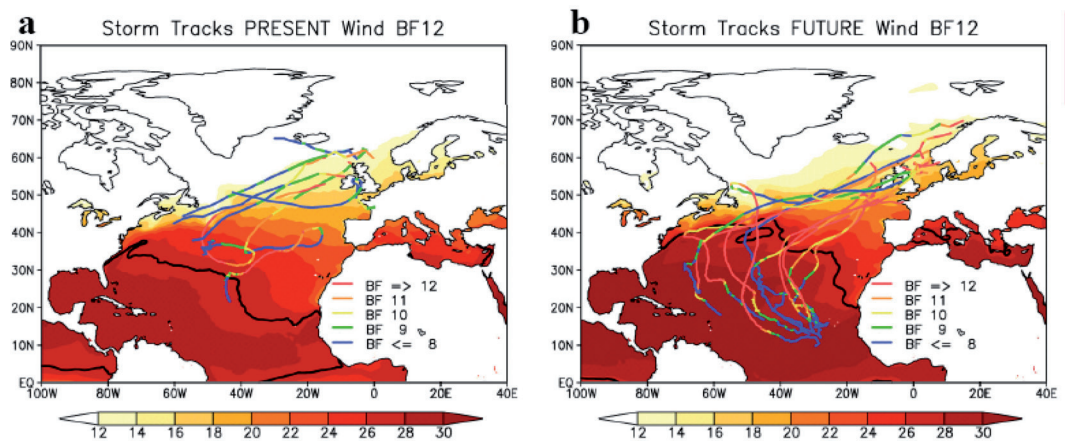 a
Storm Tracks PRESENT Wind BF12
90N
80N
70N
60N
50N
40N
30N
20N
10N
EQ
100W 80W 60W 40W 20W 0 20E 40E
BF => 12
BF 11
BF 10
BF 9
BF <= 8
12 14 16 18 20 22 24 26 28 30
b
Storm Tracks FUTURE Wind BF12
90N
80N
70N
60N
50N
40N
30N
20N
10N
EQ
100W 80W 60W 40W 20W 0 20E 40E
BF => 12
BF 11
BF 10
BF 9
BF <= 8
12 14 16 18 20 22 24 26 28 30